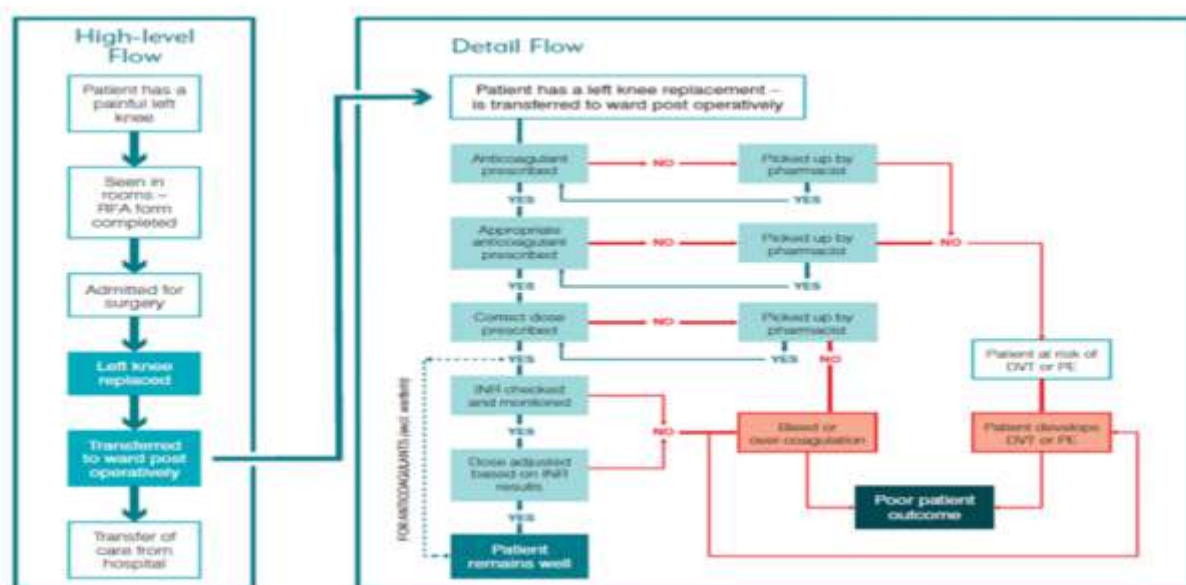 High-level
Flow
Patient has a
painful left
knee
Seen in
rooms –
RFA form
completed
Admitted for
surgery
Left knee
replaced
Transferred
to ward post
operatively
Transfer of
care from
hospital
Detail Flow
Patient has a left knee replacement –
is transferred to ward post operatively
Anticoagulant
prescribed
NO
Picked up by
pharmacist
YES
YES
Appropriate
anticoagulant
prescribed
NO
Picked up by
pharmacist
NO
YES
YES
Correct dose
prescribed
NO
Picked up by
pharmacist
YES
YES
NO
Patient at risk of
DVT or PE
FOR ANTICOAGULANTS
INR checked
and monitored
YES
NO
Bleed or
over-coagulation
Patient develops
DVT or PE
Dose adjusted
based on INR
results
YES
Poor patient
outcome
Patient
remains well